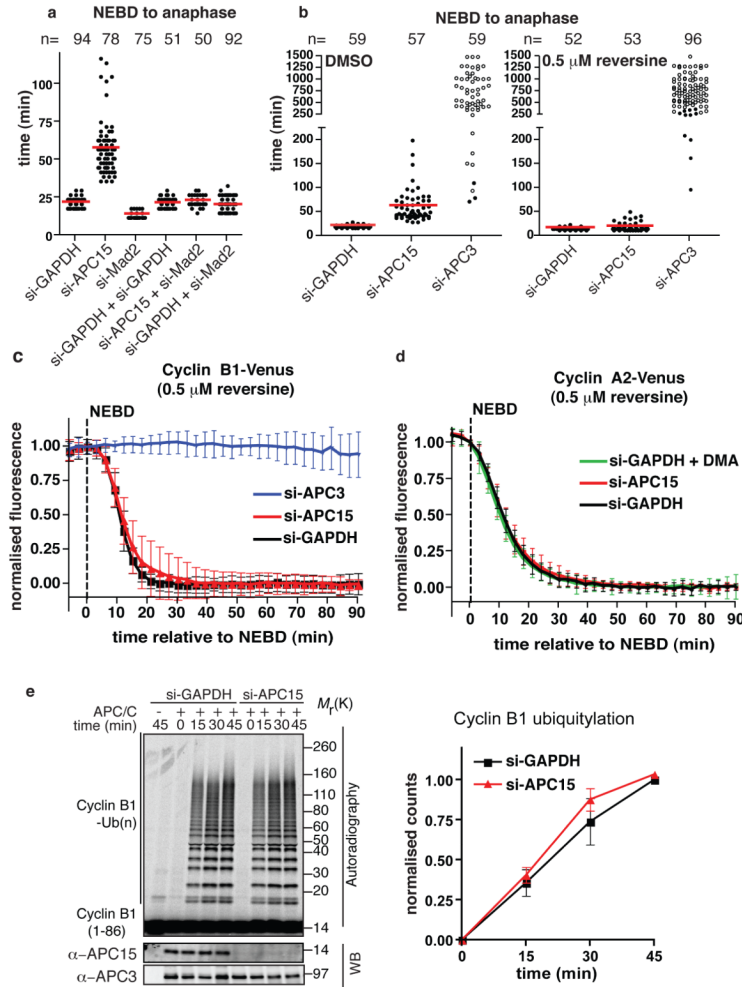 a
NEBD to anaphase
n= 94 78 75 51 50 92
time (min)
100
75
50
25
0
si-GAPDH
si-APC15
si-Mad2
si-GAPDH + si-GAPDH
si-APC15 + si-Mad2
si-GAPDH + si-Mad2
b
NEBD to anaphase
n= 59 57 59 n= 52 53 96
DMSO
0.5 μM reversine
time (min)
1500
1250
1000
750
500
250
200
150
100
50
0
si-GAPDH
si-APC15
si-APC3
1500
1250
1000
750
500
250
200
150
100
50
0
si-GAPDH
si-APC15
si-APC3
c
Cyclin B1-Venus
(0.5 μM reversine)
NEBD
normalised fluorescence
1.00
0.75
0.50
0.25
0.00
si-APC3
si-APC15
si-GAPDH
0 10 20 30 40 50 60 70 80 90
time relative to NEBD (min)
d
Cyclin A2-Venus
(0.5 μM reversine)
NEBD
normalised fluorescence
1.00
0.75
0.50
0.25
0.00
si-GAPDH + DMA
si-APC15
si-GAPDH
0 10 20 30 40 50 60 70 80 90
time relative to NEBD (min)
e
si-GAPDH si-APC15 Mr(K)
APC/C - + + + + + + + +
time (min) 45 0 15 30 45 0 15 30 45
260
160
110
80
60
50
40
30
20
14
Cyclin B1
-Ub(n)
Cyclin B1
(1-86)
Autoradiography
α-APC15 14
α-APC3 97
WB
Cyclin B1 ubiquitylation
si-GAPDH
si-APC15
normalised counts
1.00
0.75
0.50
0.25
0.00
0 15 30 45
time (min)